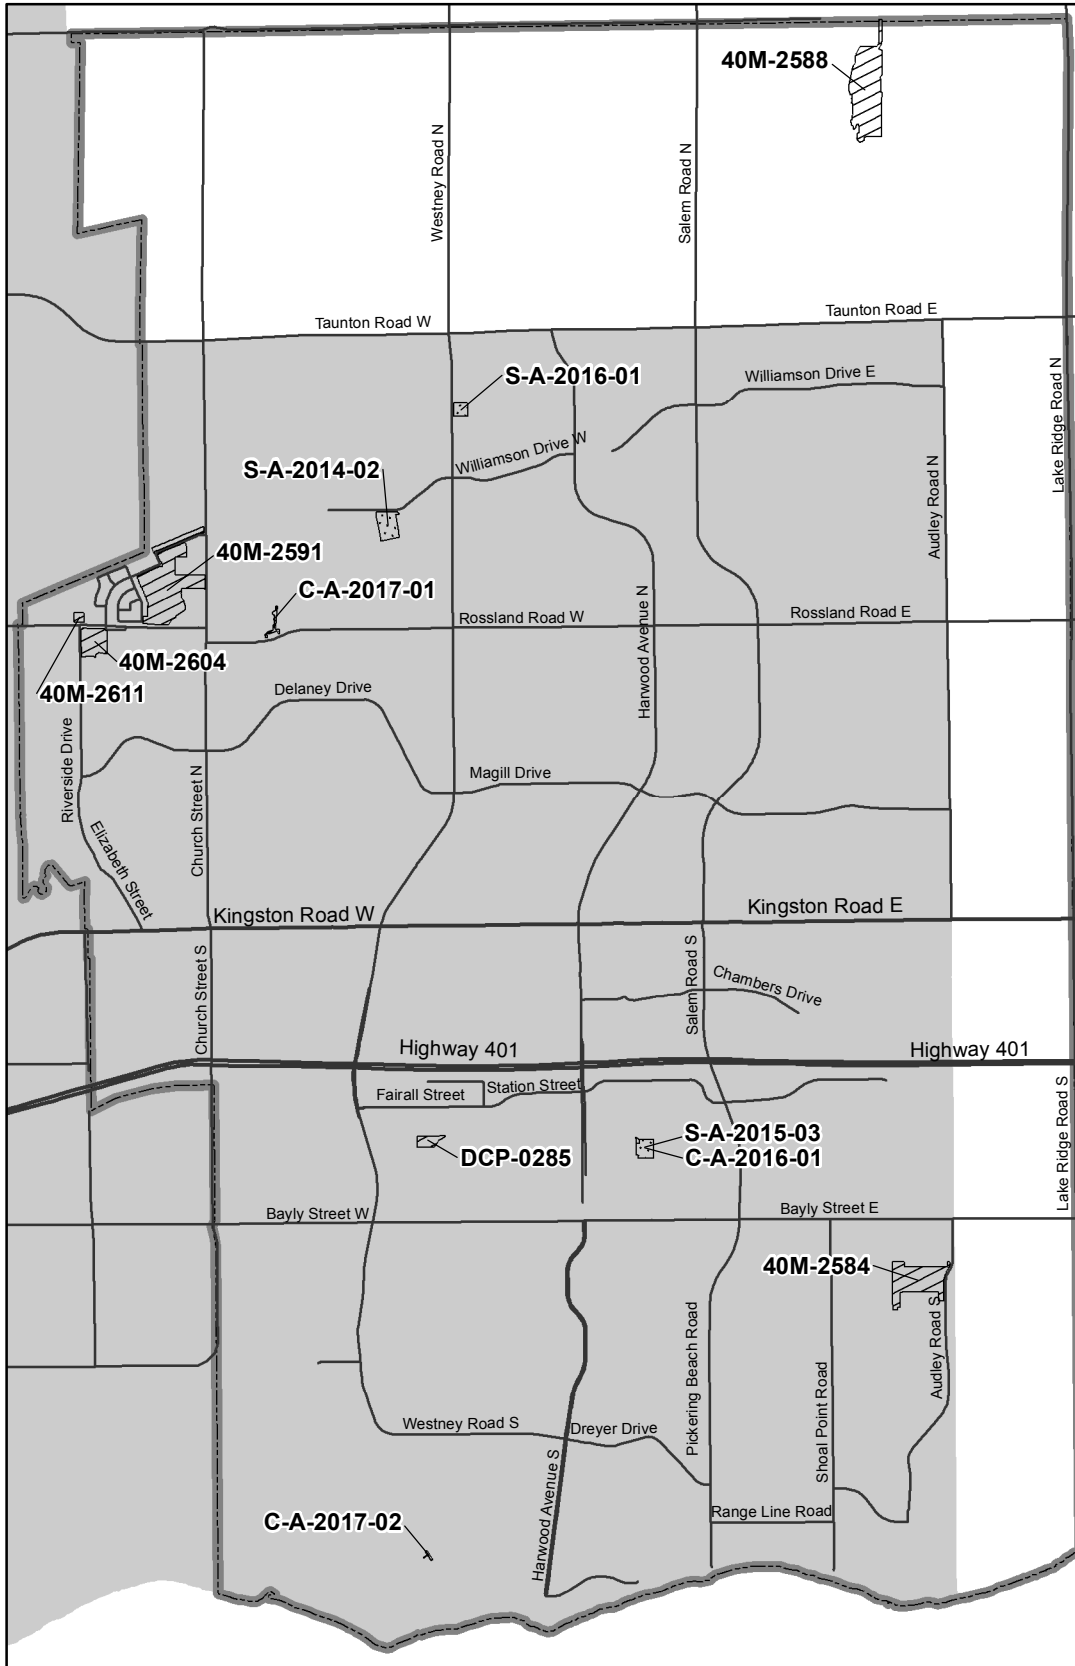 40M-2588
Westney Road N
Salem Road N
Taunton Road W
Taunton Road E
S-A-2016-01
Williamson Drive E
Lake Ridge Road N
Williamson Drive W
S-A-2014-02
Audley Road N
40M-2591
C-A-2017-01
Rossland Road W
Rossland Road E
Harwood Avenue N
40M-2604
40M-2611
Delaney Drive
Riverside Drive
Church Street N
Magill Drive
Elizabeth Street
Kingston Road W
Kingston Road E
Church Street S
Salem Road S
Chambers Drive
Highway 401
Highway 401
Fairall Street
Station Street
Lake Ridge Road S
DCP-0285
S-A-2015-03
C-A-2016-01
Bayly Street W
Bayly Street E
40M-2584
Pickering Beach Road
Shoal Point Road
Audley Road S
Westney Road S
Dreyer Drive
Harwood Avenue S
Range Line Road
C-A-2017-02